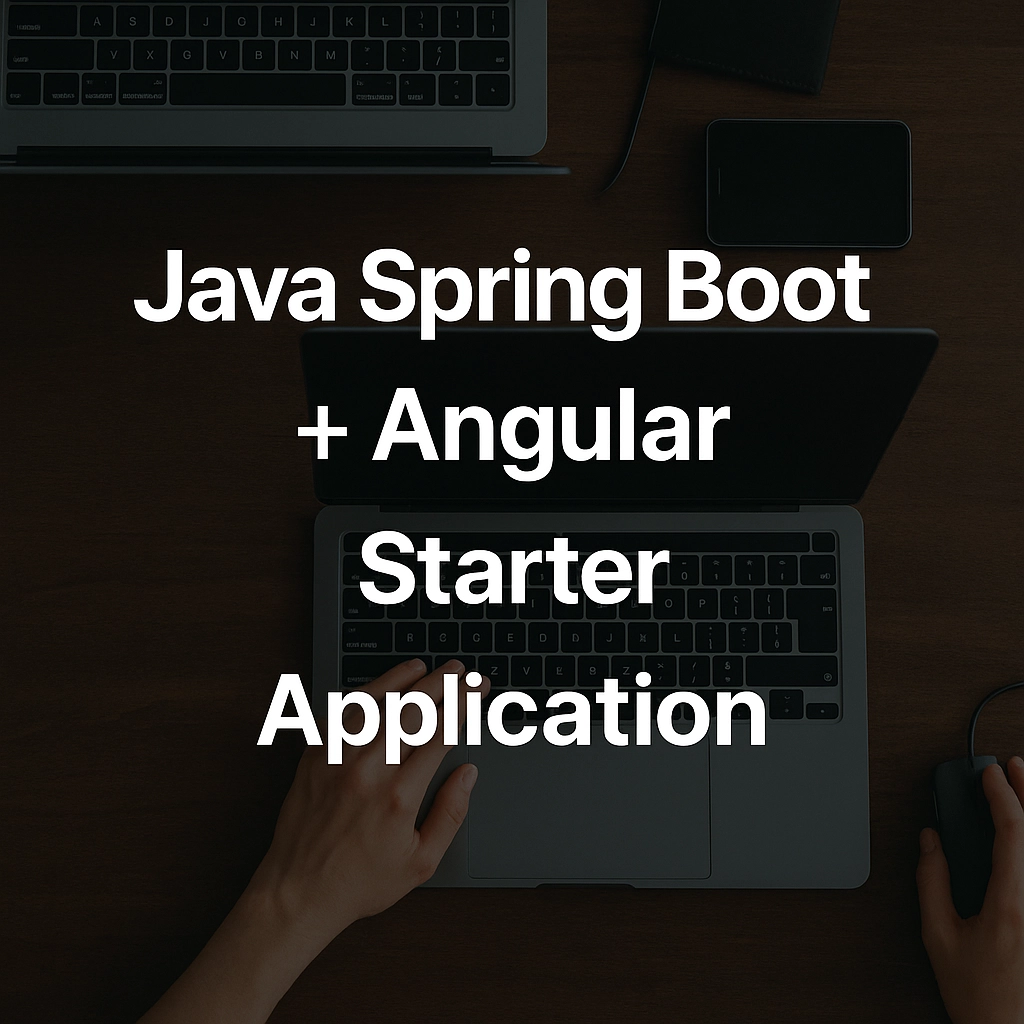 A S D J G H J K L
V X G V B N M
Java Spring Boot
+ Angular
Starter
Application
O P
R C G E D D J L
Z V B B Z